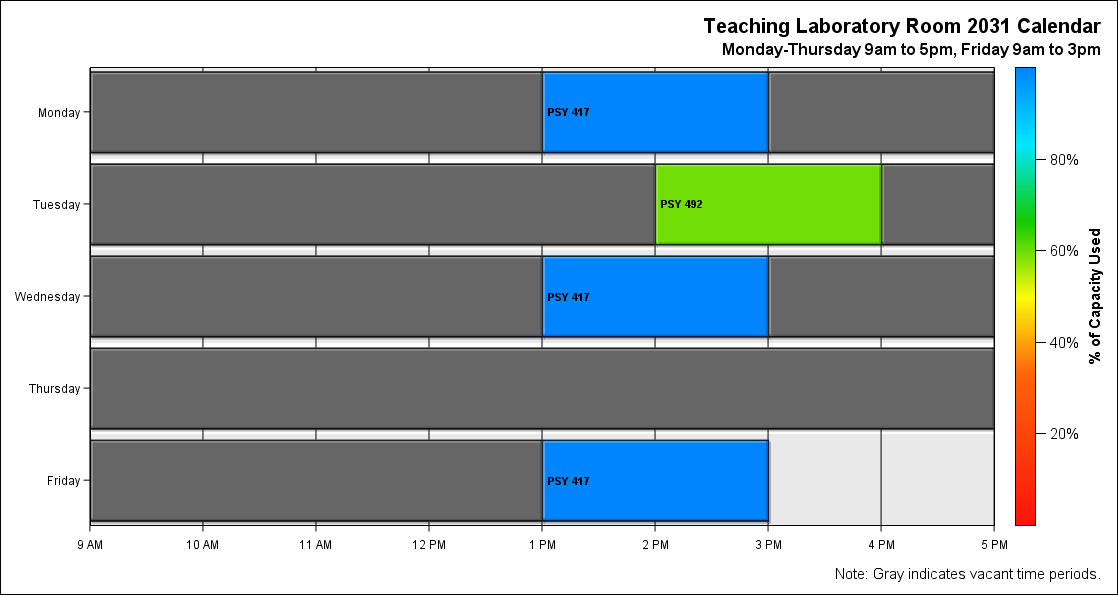 Teaching Laboratory Room 2031 Calendar
Monday-Thursday 9am to 5pm, Friday 9am to 3pm
Monday
PSY 417
Tuesday
PSY 492
Wednesday
PSY 417
Thursday
Friday
PSY 417
9 AM 10 AM 11 AM 12 PM 1 PM 2 PM 3 PM 4 PM 5 PM
80%
60%
40%
20%
% of Capacity Used
Note: Gray indicates vacant time periods.